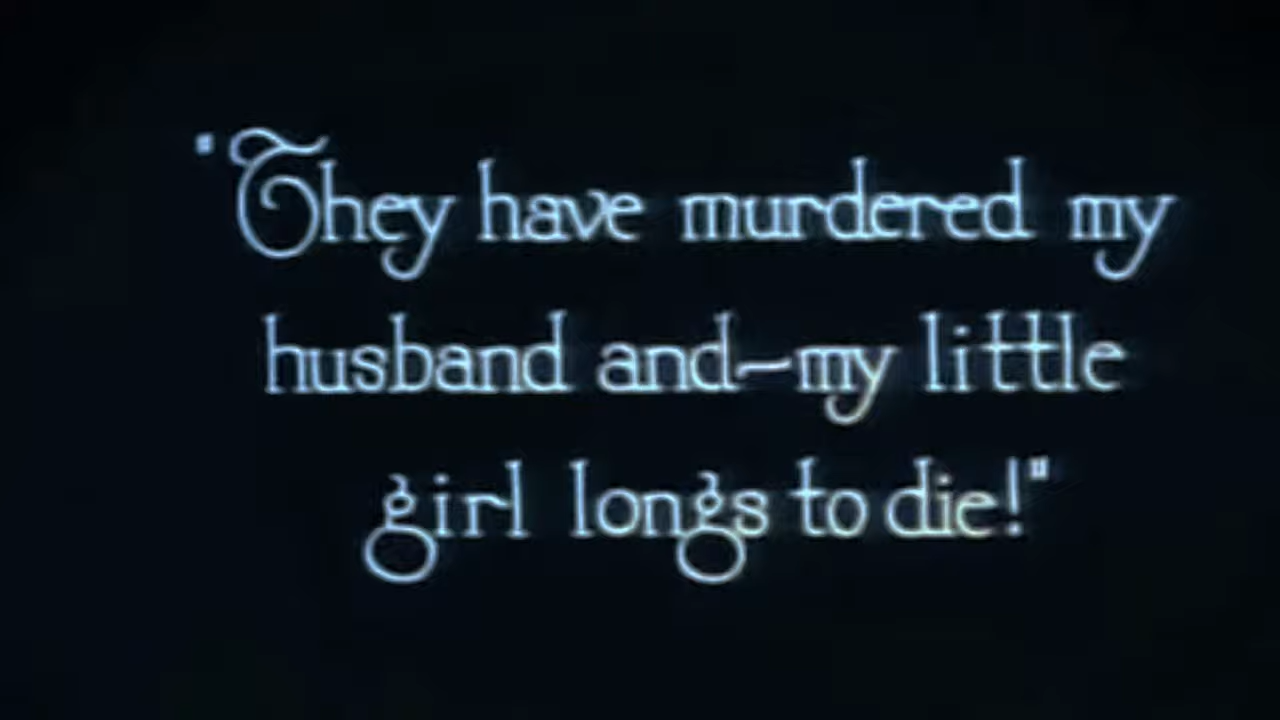 "They have murdered my
husband and—my little
girl longs to die!"